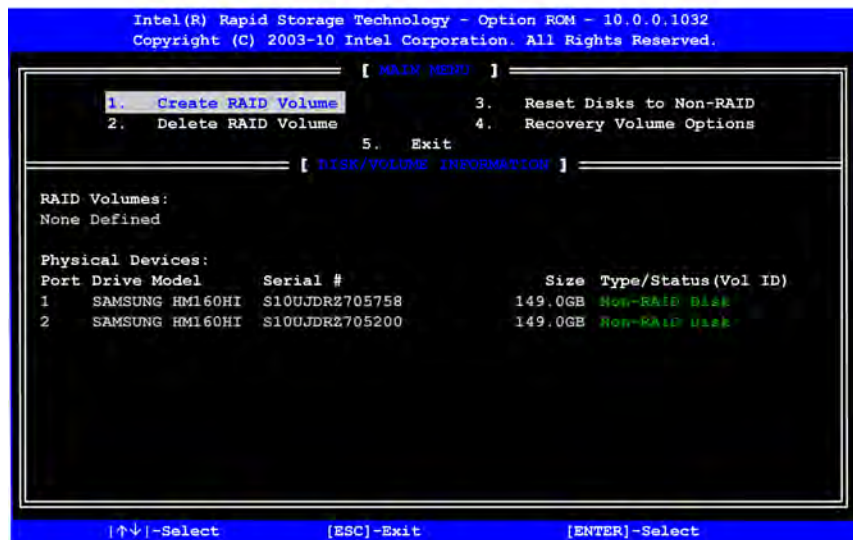 Intel(R) Rapid Storage Technology - Option ROM - 10.0.0.1032
Copyright (C) 2003-10 Intel Corporation. All Rights Reserved.
[ MAIN MENU ]
1. Create RAID Volume 3. Reset Disks to Non-RAID
2. Delete RAID Volume 4. Recovery Volume Options
5. Exit
[ DISK/VOLUME INFORMATION ]
RAID Volumes:
None Defined
Physical Devices:
Port Drive Model Serial # Size Type/Status(Vol ID)
1 SAMSUNG HM160HI S10UJDRZ705758 149.0GB Non-RAID Disk
2 SAMSUNG HM160HI S10UJDRZ705200 149.0GB Non-RAID Disk
[↑↓]-Select [ESC]-Exit [ENTER]-Select